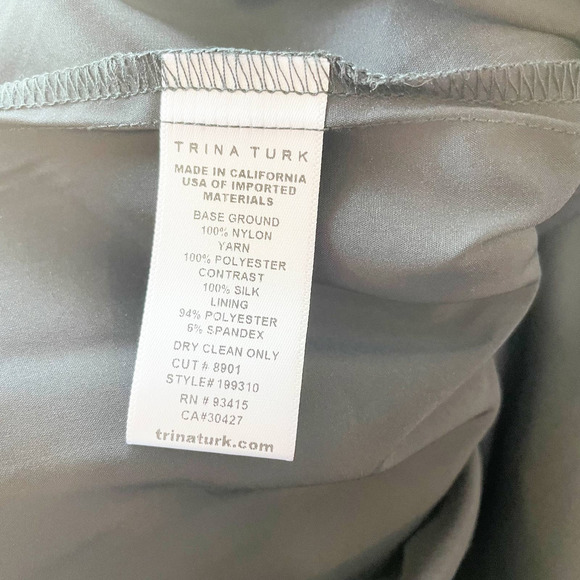 TRINA TURK
MADE IN CALIFORNIA
USA OF IMPORTED
MATERIALS
BASE GROUND
100% NYLON
YARN
100% POLYESTER
CONTRAST
100% SILK
LINING
94% POLYESTER
6% SPANDEX
DRY CLEAN ONLY
CUT # 8901
STYLE# 199310
RN # 93415
CA#30427
trinaturk.com